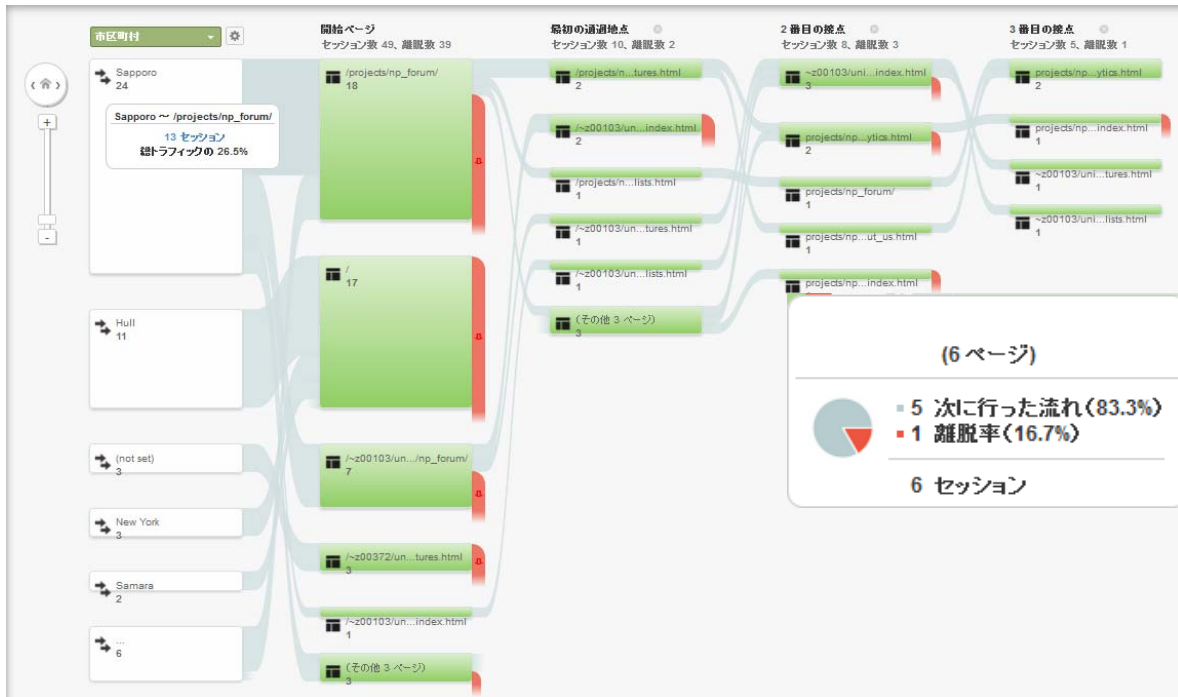 市区町村
開始ページ
セッション数 49、離脱数 39
最初の通過地点
セッション数 10、離脱数 2
2 番目の接点
セッション数 8、離脱数 3
3 番目の接点
セッション数 5、離脱数 1
Sapporo
24
Sapporo ～ /projects/np_forum/
13 セッション
総トラフィックの 26.5%
Hull
11
(not set)
3
New York
3
Samara
2
...
6
/projects/np_forum/
18
/
17
/~z00103/un.../np_forum/
7
/~z00372/un...tures.html
3
/~z00103/un...index.html
1
(その他 3 ページ)
3
/projects/n...tures.html
2
/~z00103/un...index.html
2
/projects/n...lists.html
1
/~z00103/un...tures.html
1
/~z00103/un...lists.html
1
(その他 3 ページ)
3
~z00103/uni...index.html
3
projects/np...ytics.html
2
projects/np_forum/
1
projects/np...ut_us.html
1
projects/np...index.html
projects/np...ytics.html
2
projects/np...index.html
1
~z00103/uni...tures.html
1
~z00103/uni...lists.html
1
(6 ページ)
5 次に行った流れ(83.3%)
1 離脱率(16.7%)
6 セッション